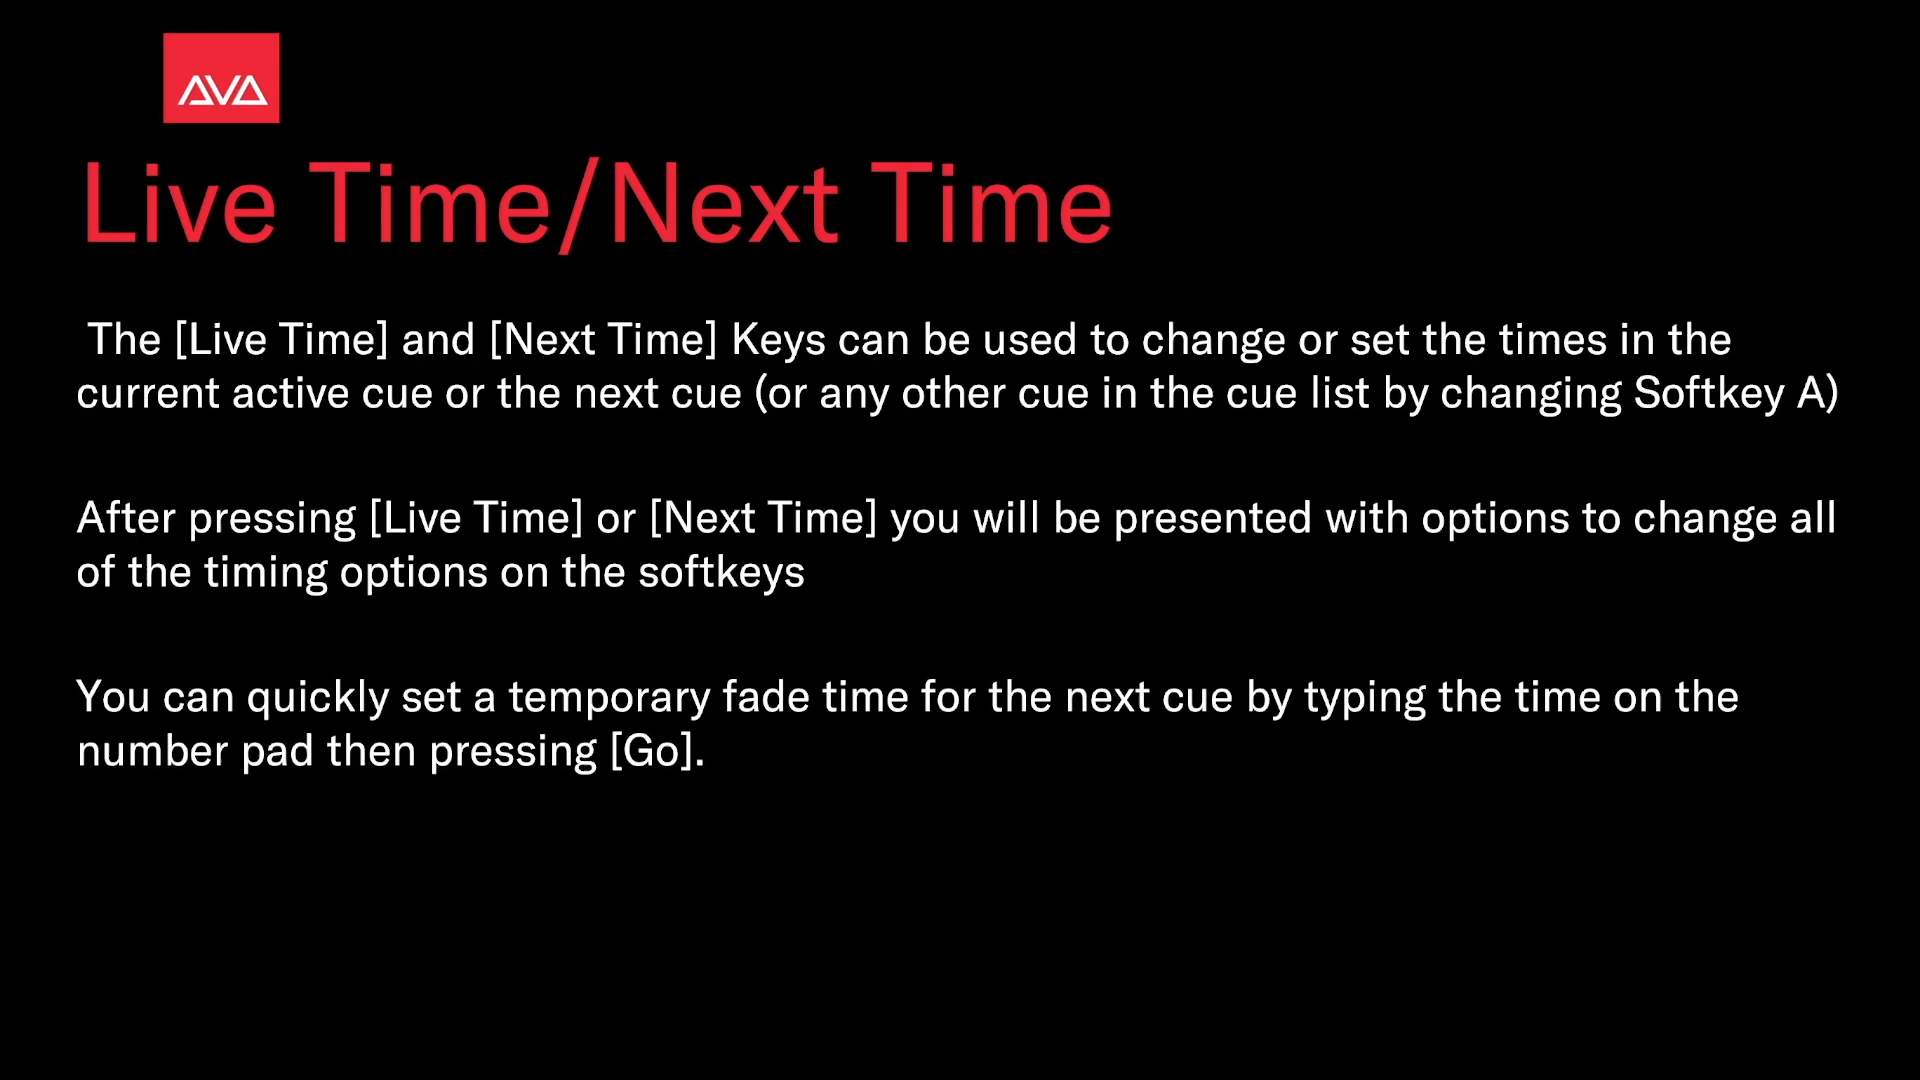 AVA
Live Time/Next Time
The [Live Time] and [Next Time] Keys can be used to change or set the times in the
current active cue or the next cue (or any other cue in the cue list by changing Softkey A)
After pressing [Live Time] or [Next Time] you will be presented with options to change all
of the timing options on the softkeys
You can quickly set a temporary fade time for the next cue by typing the time on the
number pad then pressing [Go].